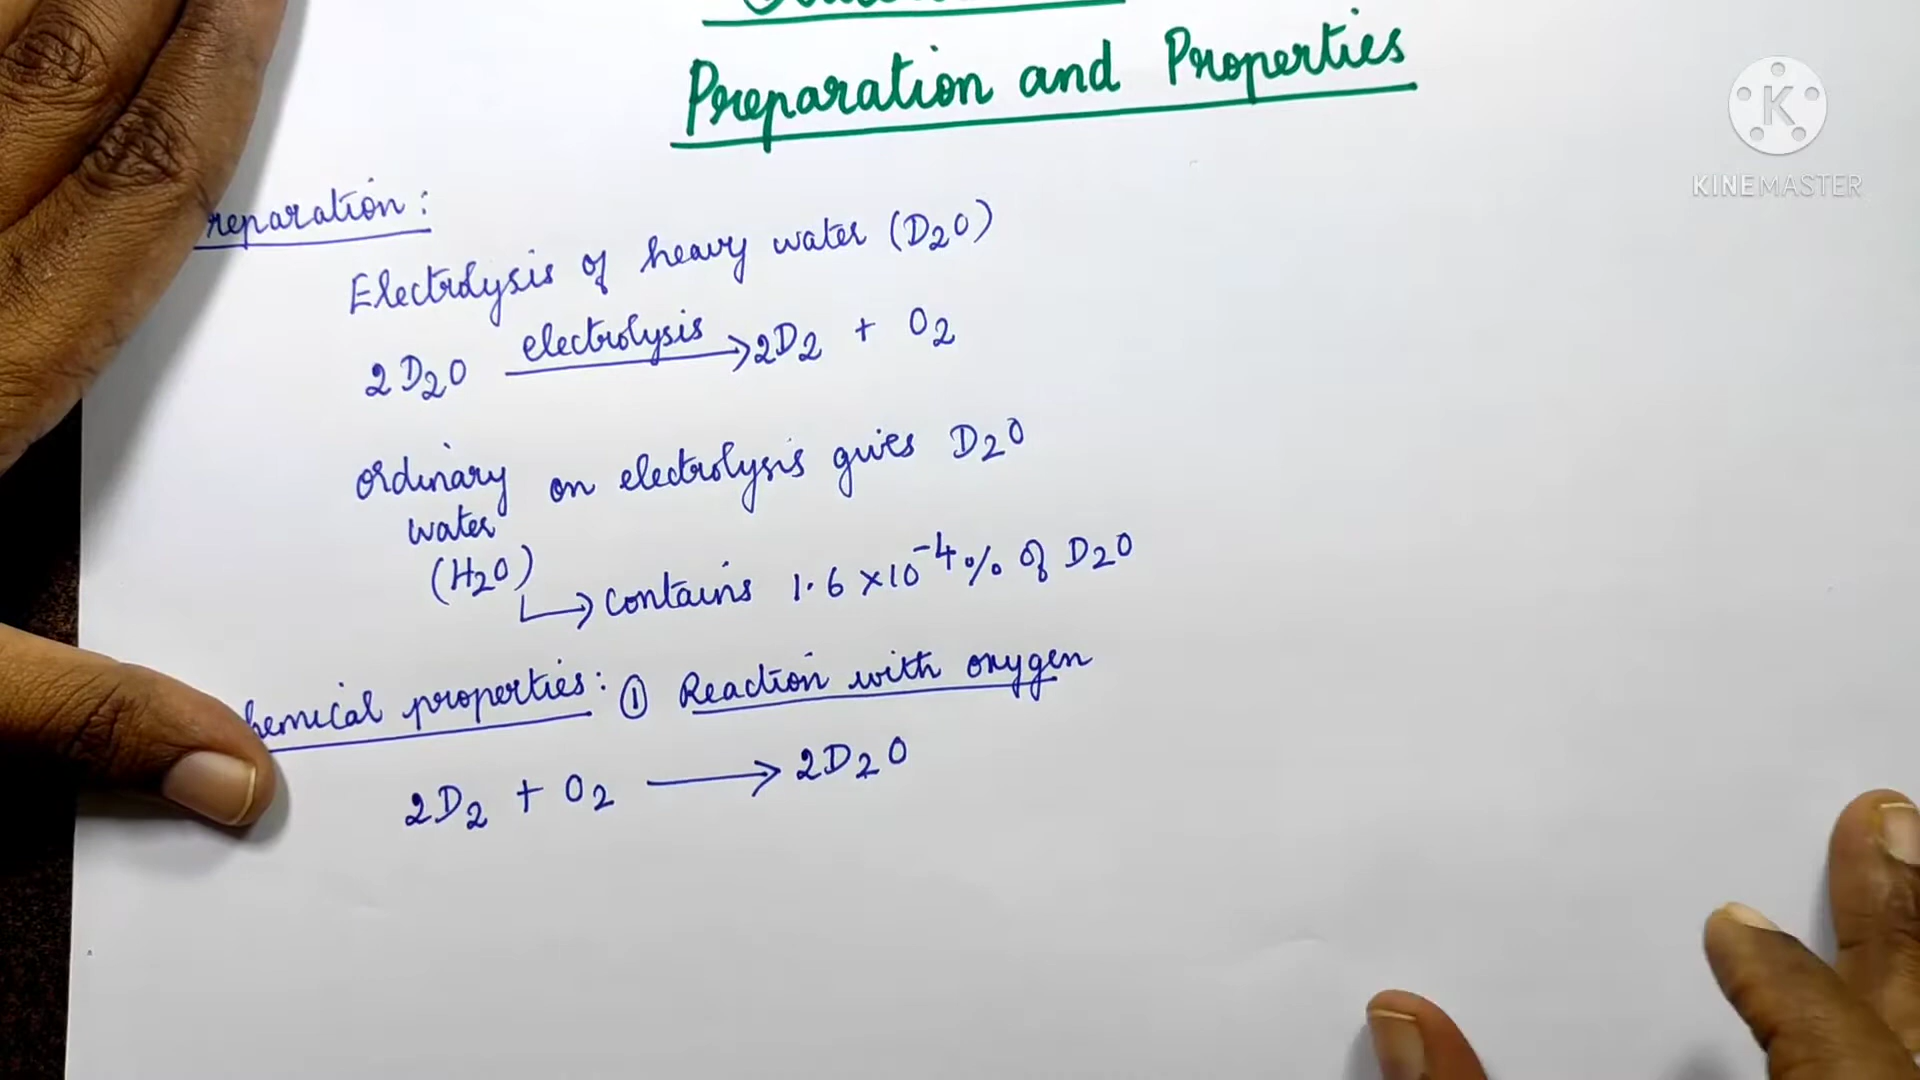 Preparation and Properties
K
KINEMASTER
reparation:
Electrolysis of heavy water (D2O)
2D2O electrolysis → 2D2 + O2
Ordinary on electrolysis gives D2O
water
(H2O)
↳ contains 1.6 ×10⁻⁴% of D2O
hemical properties: ① Reaction with oxygen
2D2 + O2 → 2D2O